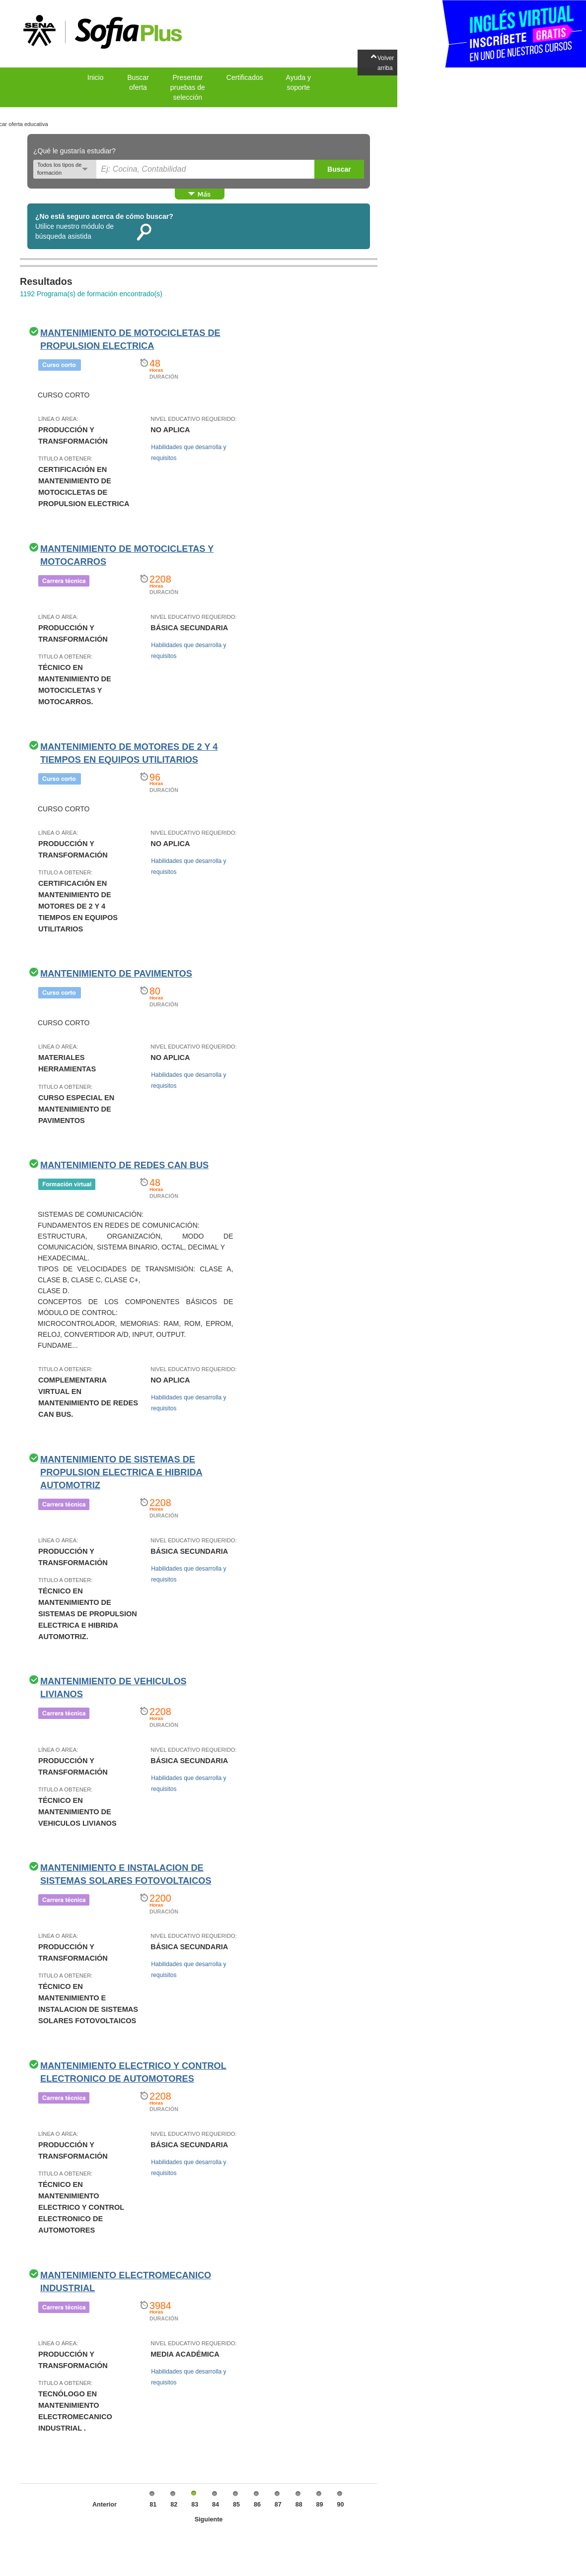 SENA
SofiaPlus
INGLÉS VIRTUAL
INSCRÍBETE GRATIS
EN UNO DE NUESTROS CURSOS
Volver
arriba
Inicio
Buscar
oferta
Presentar
pruebas de
selección
Certificados
Ayuda y
soporte
car oferta educativa
¿Qué le gustaría estudiar?
Todos los tipos de
formación
Ej: Cocina, Contabilidad
Buscar
Más
¿No está seguro acerca de cómo buscar?
Utilice nuestro módulo de
búsqueda asistida
Resultados
1192 Programa(s) de formación encontrado(s)
MANTENIMIENTO DE MOTOCICLETAS DE
PROPULSION ELECTRICA
Curso corto
48
Horas
DURACIÓN
CURSO CORTO
LÍNEA O ÁREA:
PRODUCCIÓN Y
TRANSFORMACIÓN
TITULO A OBTENER:
CERTIFICACIÓN EN
MANTENIMIENTO DE
MOTOCICLETAS DE
PROPULSION ELECTRICA
NIVEL EDUCATIVO REQUERIDO:
NO APLICA
Habilidades que desarrolla y
requisitos
MANTENIMIENTO DE MOTOCICLETAS Y
MOTOCARROS
Carrera técnica
2208
Horas
DURACIÓN
LÍNEA O ÁREA:
PRODUCCIÓN Y
TRANSFORMACIÓN
TITULO A OBTENER:
TÉCNICO EN
MANTENIMIENTO DE
MOTOCICLETAS Y
MOTOCARROS.
NIVEL EDUCATIVO REQUERIDO:
BÁSICA SECUNDARIA
Habilidades que desarrolla y
requisitos
MANTENIMIENTO DE MOTORES DE 2 Y 4
TIEMPOS EN EQUIPOS UTILITARIOS
Curso corto
96
Horas
DURACIÓN
CURSO CORTO
LÍNEA O ÁREA:
PRODUCCIÓN Y
TRANSFORMACIÓN
TITULO A OBTENER:
CERTIFICACIÓN EN
MANTENIMIENTO DE
MOTORES DE 2 Y 4
TIEMPOS EN EQUIPOS
UTILITARIOS
NIVEL EDUCATIVO REQUERIDO:
NO APLICA
Habilidades que desarrolla y
requisitos
MANTENIMIENTO DE PAVIMENTOS
Curso corto
80
Horas
DURACIÓN
CURSO CORTO
LÍNEA O ÁREA:
MATERIALES
HERRAMIENTAS
TITULO A OBTENER:
CURSO ESPECIAL EN
MANTENIMIENTO DE
PAVIMENTOS
NIVEL EDUCATIVO REQUERIDO:
NO APLICA
Habilidades que desarrolla y
requisitos
MANTENIMIENTO DE REDES CAN BUS
Formación virtual
48
Horas
DURACIÓN
SISTEMAS DE COMUNICACIÓN:
FUNDAMENTOS EN REDES DE COMUNICACIÓN:
ESTRUCTURA, ORGANIZACIÓN, MODO DE
COMUNICACIÓN, SISTEMA BINARIO, OCTAL, DECIMAL Y
HEXADECIMAL.
TIPOS DE VELOCIDADES DE TRANSMISIÓN: CLASE A,
CLASE B, CLASE C, CLASE C+,
CLASE D.
CONCEPTOS DE LOS COMPONENTES BÁSICOS DE
MÓDULO DE CONTROL:
MICROCONTROLADOR, MEMORIAS: RAM, ROM, EPROM,
RELOJ, CONVERTIDOR A/D, INPUT, OUTPUT.
FUNDAME...
TITULO A OBTENER:
COMPLEMENTARIA
VIRTUAL EN
MANTENIMIENTO DE REDES
CAN BUS.
NIVEL EDUCATIVO REQUERIDO:
NO APLICA
Habilidades que desarrolla y
requisitos
MANTENIMIENTO DE SISTEMAS DE
PROPULSION ELECTRICA E HIBRIDA
AUTOMOTRIZ
Carrera técnica
2208
Horas
DURACIÓN
LÍNEA O ÁREA:
PRODUCCIÓN Y
TRANSFORMACIÓN
TITULO A OBTENER:
TÉCNICO EN
MANTENIMIENTO DE
SISTEMAS DE PROPULSION
ELECTRICA E HIBRIDA
AUTOMOTRIZ.
NIVEL EDUCATIVO REQUERIDO:
BÁSICA SECUNDARIA
Habilidades que desarrolla y
requisitos
MANTENIMIENTO DE VEHICULOS
LIVIANOS
Carrera técnica
2208
Horas
DURACIÓN
LÍNEA O ÁREA:
PRODUCCIÓN Y
TRANSFORMACIÓN
TITULO A OBTENER:
TÉCNICO EN
MANTENIMIENTO DE
VEHICULOS LIVIANOS
NIVEL EDUCATIVO REQUERIDO:
BÁSICA SECUNDARIA
Habilidades que desarrolla y
requisitos
MANTENIMIENTO E INSTALACION DE
SISTEMAS SOLARES FOTOVOLTAICOS
Carrera técnica
2200
Horas
DURACIÓN
LÍNEA O ÁREA:
PRODUCCIÓN Y
TRANSFORMACIÓN
TITULO A OBTENER:
TÉCNICO EN
MANTENIMIENTO E
INSTALACION DE SISTEMAS
SOLARES FOTOVOLTAICOS
NIVEL EDUCATIVO REQUERIDO:
BÁSICA SECUNDARIA
Habilidades que desarrolla y
requisitos
MANTENIMIENTO ELECTRICO Y CONTROL
ELECTRONICO DE AUTOMOTORES
Carrera técnica
2208
Horas
DURACIÓN
LÍNEA O ÁREA:
PRODUCCIÓN Y
TRANSFORMACIÓN
TITULO A OBTENER:
TÉCNICO EN
MANTENIMIENTO
ELECTRICO Y CONTROL
ELECTRONICO DE
AUTOMOTORES
NIVEL EDUCATIVO REQUERIDO:
BÁSICA SECUNDARIA
Habilidades que desarrolla y
requisitos
MANTENIMIENTO ELECTROMECANICO
INDUSTRIAL
Carrera técnica
3984
Horas
DURACIÓN
LÍNEA O ÁREA:
PRODUCCIÓN Y
TRANSFORMACIÓN
TITULO A OBTENER:
TECNÓLOGO EN
MANTENIMIENTO
ELECTROMECANICO
INDUSTRIAL .
NIVEL EDUCATIVO REQUERIDO:
MEDIA ACADÉMICA
Habilidades que desarrolla y
requisitos
Anterior 81 82 83 84 85 86 87 88 89 90
Siguiente